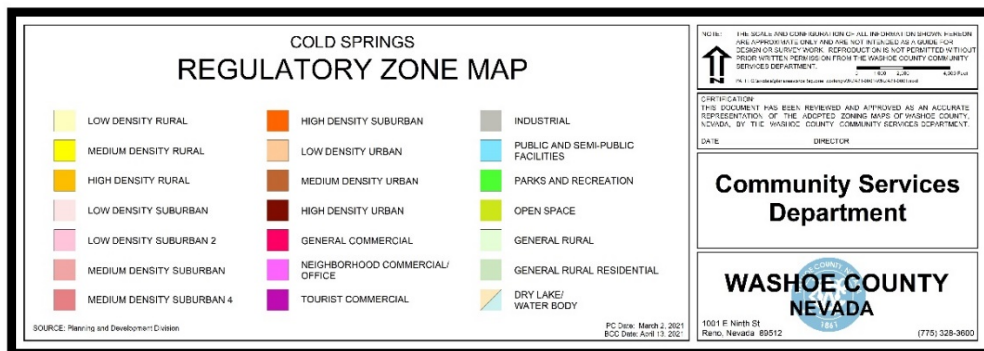 COLD SPRINGS
REGULATORY ZONE MAP
LOW DENSITY RURAL
MEDIUM DENSITY RURAL
HIGH DENSITY RURAL
LOW DENSITY SUBURBAN
LOW DENSITY SUBURBAN 2
MEDIUM DENSITY SUBURBAN
MEDIUM DENSITY SUBURBAN 4
HIGH DENSITY SUBURBAN
LOW DENSITY URBAN
MEDIUM DENSITY URBAN
HIGH DENSITY URBAN
GENERAL COMMERCIAL
NEIGHBORHOOD COMMERCIAL/
OFFICE
TOURIST COMMERCIAL
INDUSTRIAL
PUBLIC AND SEMI-PUBLIC
FACILITIES
PARKS AND RECREATION
OPEN SPACE
GENERAL RURAL
GENERAL RURAL RESIDENTIAL
DRY LAKE/
WATER BODY
SOURCE: Planning and Development Division
PC Date: March 2, 2021
BCC Date: April 13, 2021
NOTE: THE SCALE AND CONFIGURATION OF ALL INFORMATION SHOWN HEREON
ARE APPROXIMATE ONLY AND ARE NOT INTENDED AS A GUIDE FOR
DESIGN OR SURVEY WORK. REPRODUCTION IS NOT PERMITTED WITHOUT
PRIOR WRITTEN PERMISSION FROM THE WASHOE COUNTY COMMUNITY
SERVICES DEPARTMENT.
CERTIFICATION:
THIS DOCUMENT HAS BEEN REVIEWED AND APPROVED AS AN ACCURATE
REPRESENTATION OF THE ADOPTED ZONING MAPS OF WASHOE COUNTY,
NEVADA, BY THE WASHOE COUNTY COMMUNITY SERVICES DEPARTMENT.
DATE DIRECTOR
Community Services
Department
WASHOE COUNTY
NEVADA
1861
1001 E Ninth St
Reno, Nevada 89512
(775) 328-3600